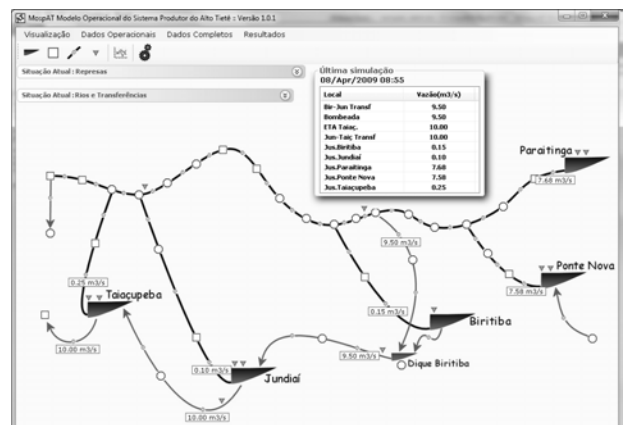 MospAT Modelo Operacional do Sistema Produtor do Alto Tietê :: Versão 1.0.1
Visualização Dados Operacionais Dados Completos Resultados
Situação Atual : Represas
Situação Atual : Rios e Transferências
Última simulação
08/Apr/2009 08:55
Local Vazão(m3/s)
Bir-Jun Transf 9.50
Bombeada 9.50
ETA Taiaç. 10.00
Jun-Taiç Transf 10.00
Jus.Biritiba 0.15
Jus.Jundiaí 0.10
Jus.Paraitinga 7.60
Jus.Ponte Nova 7.58
Jus.Taiaçupeba 0.25
Paraitinga
7.60 m3/s
9.50 m3/s
Ponte Nova
7.58 m3/s
0.25 m3/s
Taiaçupeba
0.15 m3/s
Biritiba
10.00 m3/s
9.50 m3/s
Dique Biritiba
0.10 m3/s
Jundiaí
10.00 m3/s